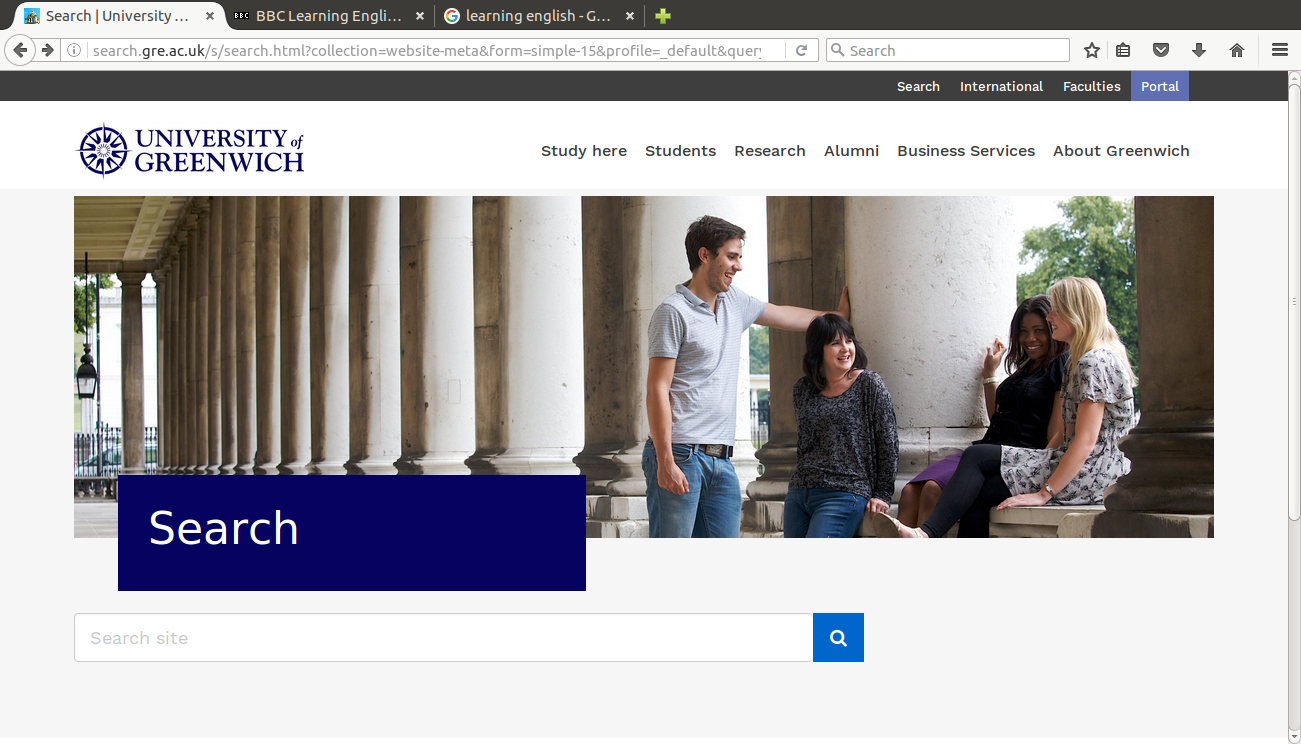 Search | University ...
BBC BBC Learning Engli...
learning english - G...
search.gre.ac.uk/s/search.html?collection=website-meta&form=simple-15&profile=_default&query
Search
Search International Faculties Portal
UNIVERSITY of
GREENWICH
Study here Students Research Alumni Business Services About Greenwich
Search
Search site